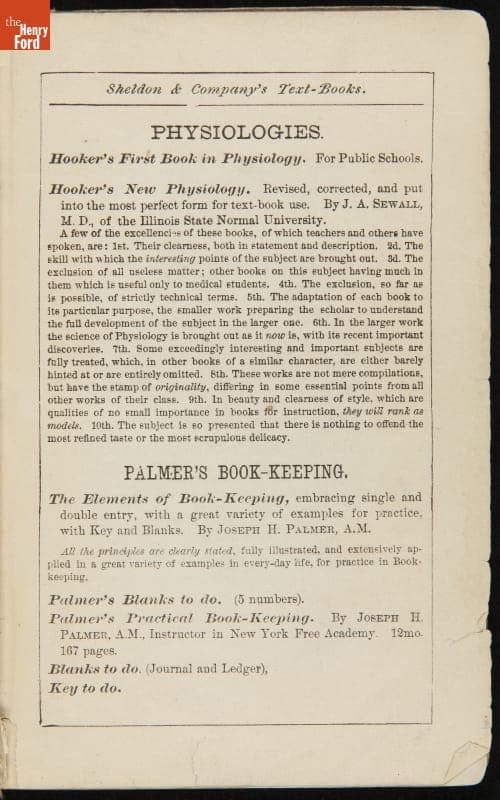 the
Henry
Ford
Sheldon & Company's Text-Books.
PHYSIOLOGIES.
Hooker's First Book in Physiology. For Public Schools.
Hooker's New Physiology. Revised, corrected, and put
into the most perfect form for text-book use. By J. A. SEWALL,
M. D., of the Illinois State Normal University.
A few of the excellencies of these books, of which teachers and others have
spoken, are: 1st. Their clearness, both in statement and description. 2d. The
skill with which the interesting points of the subject are brought out. 3d. The
exclusion of all useless matter; other books on this subject having much in
them which is useful only to medical students. 4th. The exclusion, so far as
is possible, of strictly technical terms. 5th. The adaptation of each book to
its particular purpose, the smaller work preparing the scholar to understand
the full development of the subject in the larger one. 6th. In the larger work
the science of Physiology is brought out as it now is, with its recent important
discoveries. 7th. Some exceedingly interesting and important subjects are
fully treated, which, in other books of a similar character, are either barely
hinted at or are entirely omitted. 8th. These works are not mere compilations,
but have the stamp of originality, differing in some essential points from all
other works of their class. 9th. In beauty and clearness of style, which are
qualities of no small importance in books for instruction, they will rank as
models. 10th. The subject is so presented that there is nothing to offend the
most refined taste or the most scrupulous delicacy.
PALMER'S BOOK-KEEPING.
The Elements of Book-Keeping, embracing single and
double entry, with a great variety of examples for practice,
with Key and Blanks. By JOSEPH H. PALMER, A.M.
All the principles are clearly stated, fully illustrated, and extensively ap-
plied in a great variety of examples in every-day life, for practice in Book-
keeping.
Palmer's Blanks to do. (5 numbers).
Palmer's Practical Book-Keeping. By JOSEPH H.
PALMER, A.M., Instructor in New York Free Academy. 12mo.
167 pages.
Blanks to do. (Journal and Ledger),
Key to do.